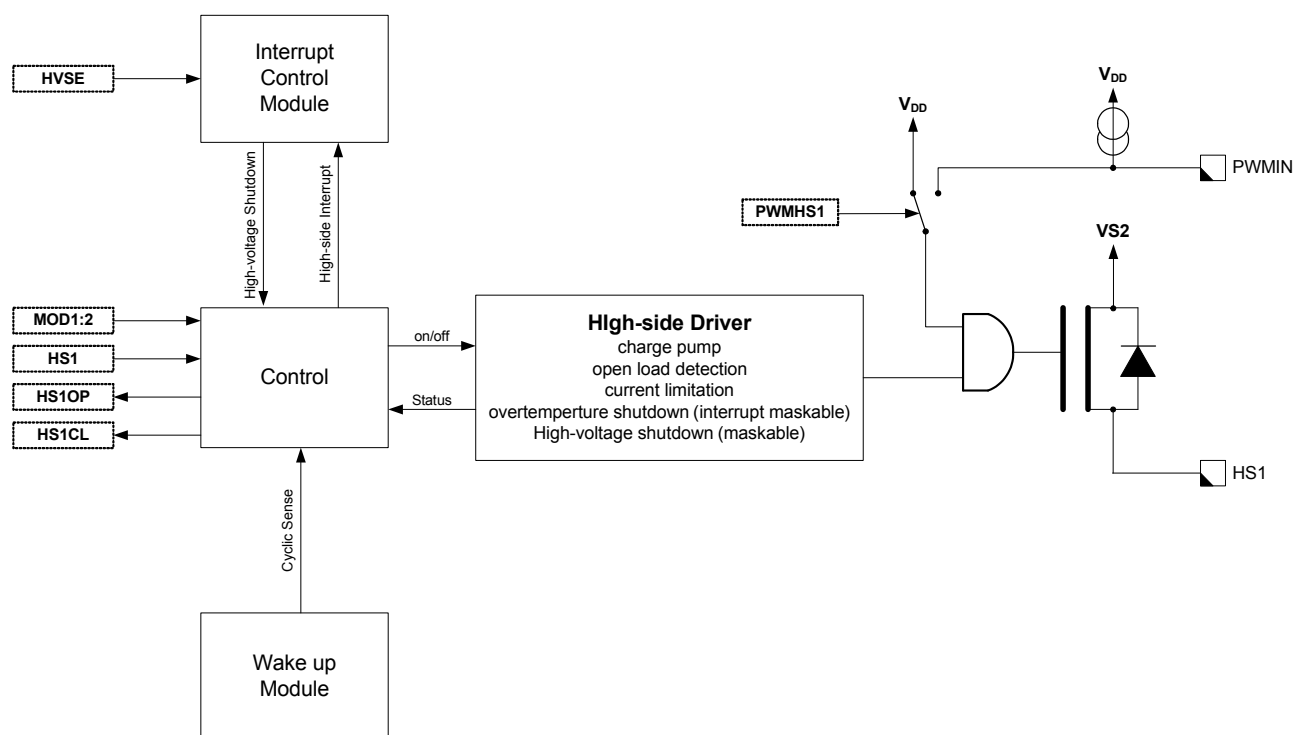 Interrupt
Control
Module
HVSE
V_DD
V_DD
PWMIN
High-voltage Shutdown
High-side Interrupt
PWMHS1
VS2
MOD1:2
HS1
HS1OP
HS1CL
Control
on/off
Status
HIgh-side Driver
charge pump
open load detection
current limitation
overtemperture shutdown (interrupt maskable)
High-voltage shutdown (maskable)
HS1
Cyclic Sense
Wake up
Module